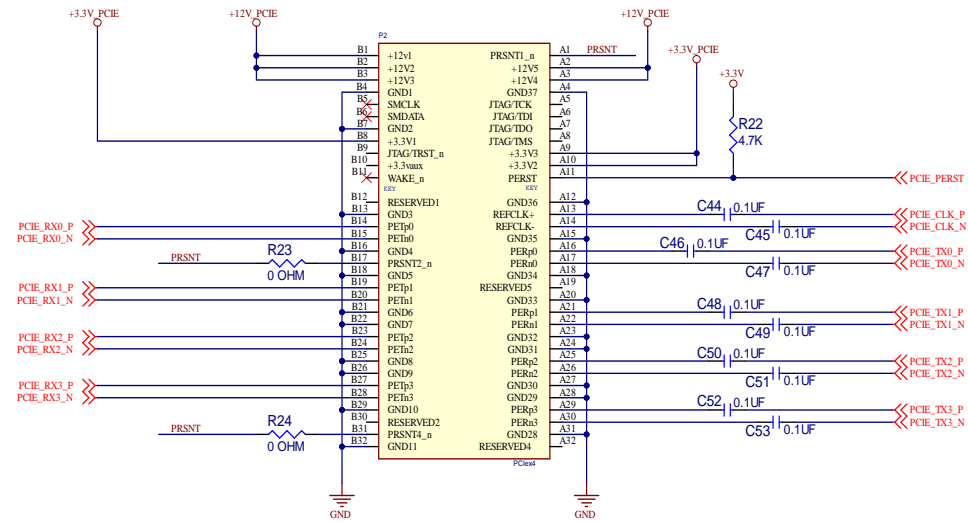 +3.3V_PCIE
+12V_PCIE
+12V_PCIE
+3.3V_PCIE
+3.3V
P2
B1 +12v1 PRSNT1_n A1 PRSNT
B2 +12V2 +12V5 A2
B3 +12V3 +12V4 A3
B4 GND1 GND37 A4
B5 SMCLK JTAG/TCK A5
B6 SMDATA JTAG/TDI A6
B7 GND2 JTAG/TDO A7
B8 +3.3V1 JTAG/TMS A8
B9 JTAG/TRST_n +3.3V3 A9
B10 +3.3vaux +3.3V2 A10
B11 WAKE_n PERST A11 PCIE_PERST
R22
4.7K
KEY KEY
B12 RESERVED1 GND36 A12
B13 GND3 REFCLK+ A13 C44 0.1UF PCIE_CLK_P
PCIE_RX0_P B14 PETp0 REFCLK- A14 C45 0.1UF PCIE_CLK_N
PCIE_RX0_N B15 PETn0 GND35 A15
B16 GND4 PERp0 A16 C46 0.1UF PCIE_TX0_P
PRSNT R23 0 OHM B17 PRSNT2_n PERn0 A17 C47 0.1UF PCIE_TX0_N
B18 GND5 GND34 A18
PCIE_RX1_P B19 PETp1 RESERVED5 A19
PCIE_RX1_N B20 PETn1 GND33 A20
B21 GND6 PERp1 A21 C48 0.1UF PCIE_TX1_P
B22 GND7 PERn1 A22 C49 0.1UF PCIE_TX1_N
PCIE_RX2_P B23 PETp2 GND32 A23
PCIE_RX2_N B24 PETn2 GND31 A24
B25 GND8 PERp2 A25 C50 0.1UF PCIE_TX2_P
B26 GND9 PERn2 A26 C51 0.1UF PCIE_TX2_N
PCIE_RX3_P B27 PETp3 GND30 A27
PCIE_RX3_N B28 PETn3 GND29 A28
B29 GND10 PERp3 A29 C52 0.1UF PCIE_TX3_P
B30 RESERVED2 PERn3 A30 C53 0.1UF PCIE_TX3_N
PRSNT R24 0 OHM B31 PRSNT4_n GND28 A31
B32 GND11 RESERVED4 A32
PCIex4
GND
GND